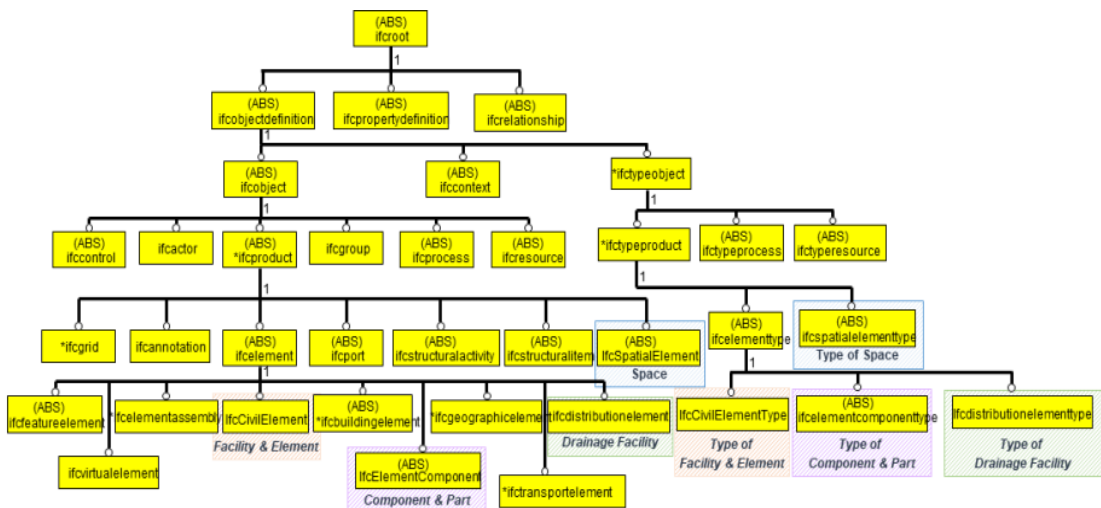 (ABS)
ifcroot
1
(ABS)
ifcobjectdefinition
(ABS)
ifcpropertydefinition
(ABS)
ifcrelationship
1
(ABS)
ifcobject
(ABS)
ifccontext
*ifctypeobject
1
1
(ABS)
ifccontrol
ifcactor
(ABS)
*ifcproduct
ifcgroup
(ABS)
ifcprocess
(ABS)
ifcresource
*ifctypeproduct
(ABS)
ifctypeprocess
(ABS)
ifctyperesource
1
1
*ifcgrid
ifcannotation
(ABS)
ifcelement
(ABS)
ifcport
(ABS)
ifcstructuralactivity
(ABS)
ifcstructuralitem
(ABS)
IfcSpatialElement
Space
(ABS)
ifcelementtype
(ABS)
ifcspatialelementtype
Type of Space
1
1
(ABS)
ifcfeatureelement
*ifcelementassembly
IfcCivilElement
Facility & Element
(ABS)
*ifcbuildingelement
*ifcgeographicelement
ifcdistributionelement
Drainage Facility
IfcCivilElementType
Type of
Facility & Element
(ABS)
ifcelementcomponenttype
Type of
Component & Part
Ifcdistributionelementtype
Type of
Drainage Facility
ifcvirtualelement
(ABS)
IfcElementComponent
Component & Part
*ifctransportelement